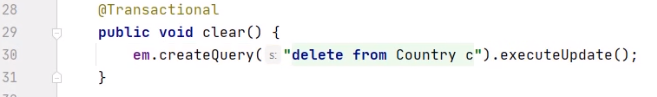 28 @Transactional
29 public void clear() {
30 em.createQuery( s: "delete from Country c").executeUpdate();
31 }